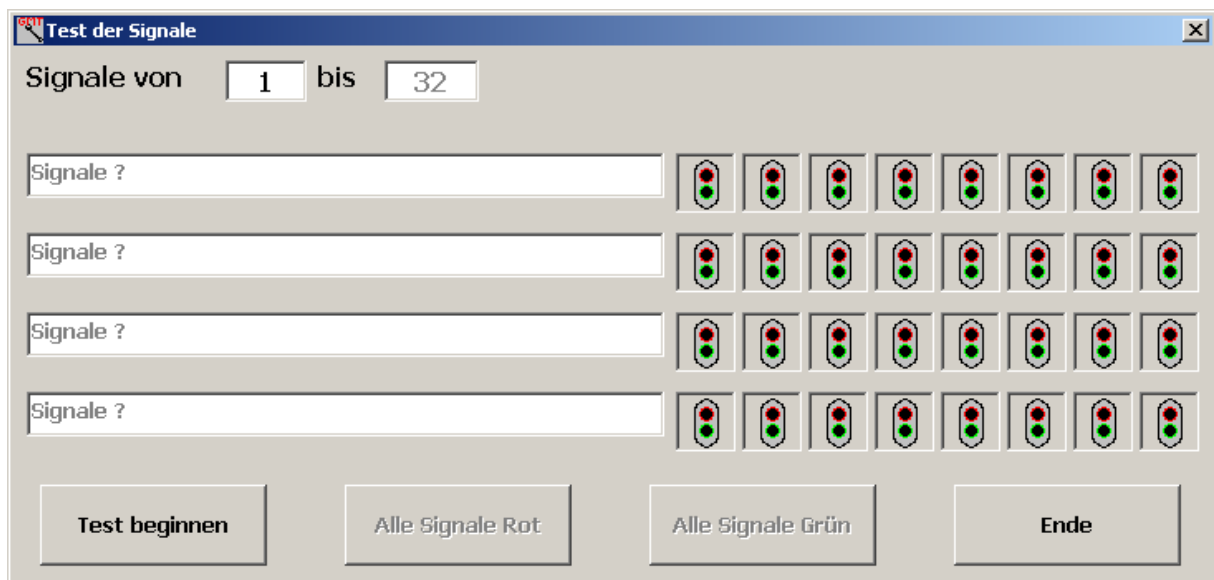 GMT
Test der Signale
Signale von 1 bis 32
Signale ?
Signale ?
Signale ?
Signale ?
Test beginnen
Alle Signale Rot
Alle Signale Grün
Ende